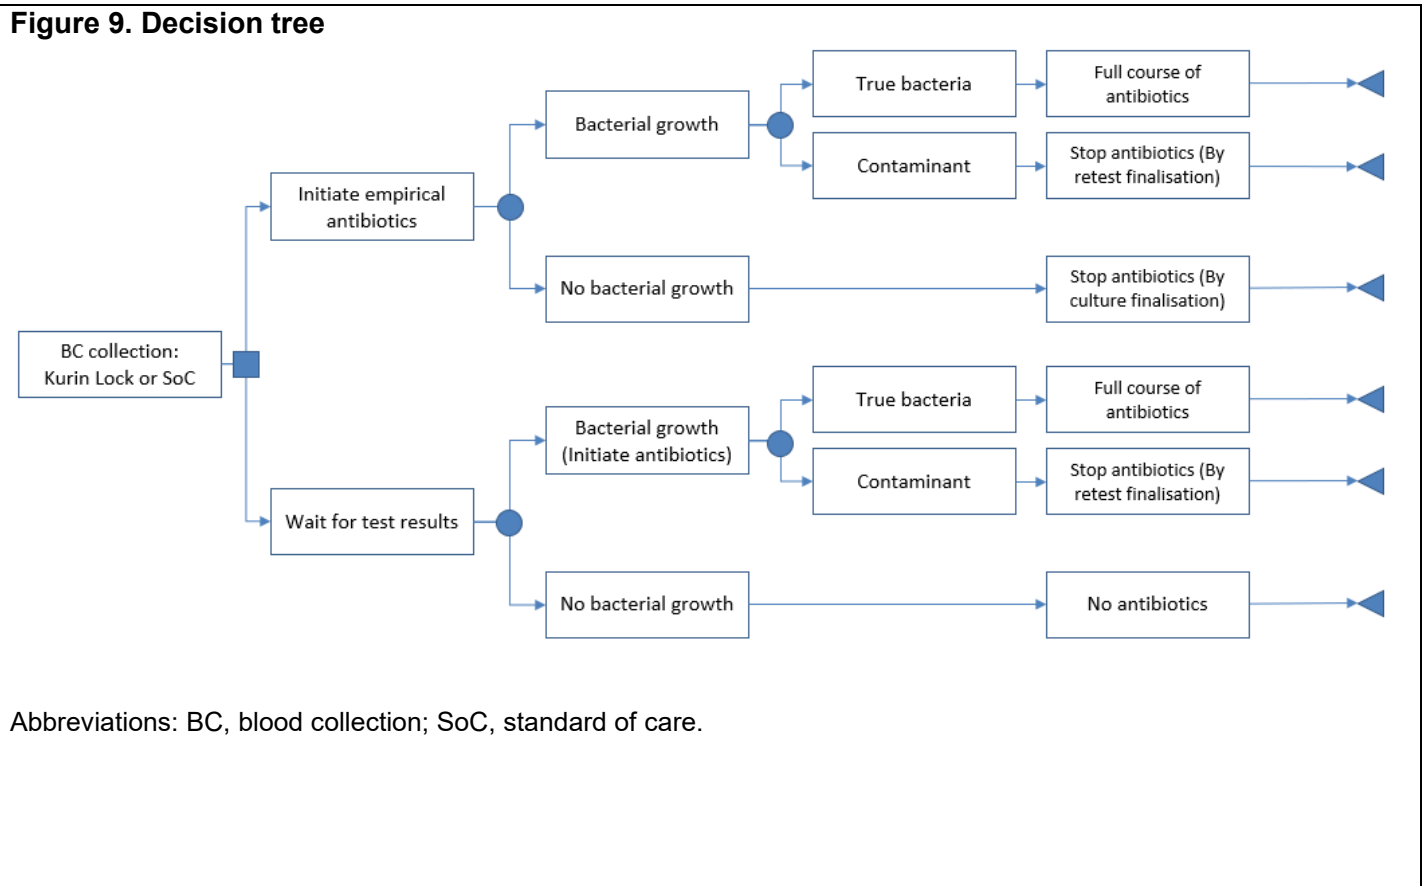 Figure 9. Decision tree
True bacteria
Full course of
antibiotics
Bacterial growth
Contaminant
Stop antibiotics (By
retest finalisation)
Initiate empirical
antibiotics
No bacterial growth
Stop antibiotics (By
culture finalisation)
BC collection:
Kurin Lock or SoC
True bacteria
Full course of
antibiotics
Bacterial growth
(Initiate antibiotics)
Contaminant
Stop antibiotics (By
retest finalisation)
Wait for test results
No bacterial growth
No antibiotics
Abbreviations: BC, blood collection; SoC, standard of care.